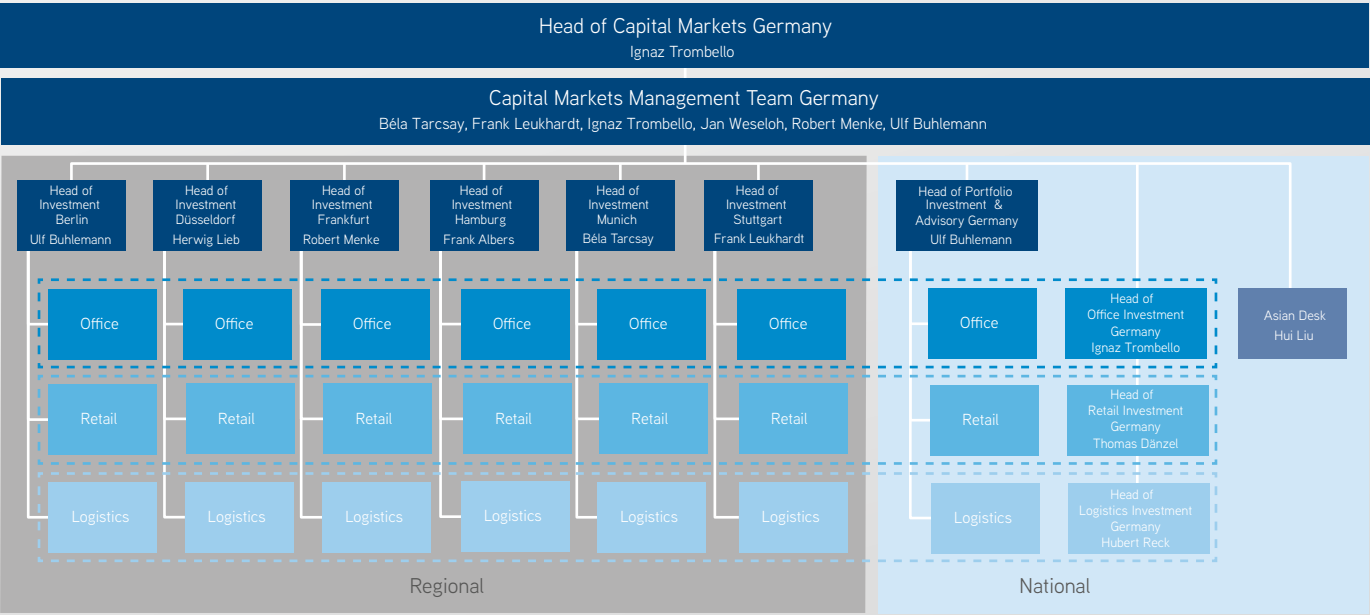 Head of Capital Markets Germany
Ignaz Trombello
Capital Markets Management Team Germany
Béla Tarcsay, Frank Leukhardt, Ignaz Trombello, Jan Weseloh, Robert Menke, Ulf Buhlemann
Head of
Investment
Berlin
Ulf Buhlemann
Head of
Investment
Düsseldorf
Herwig Lieb
Head of
Investment
Frankfurt
Robert Menke
Head of
Investment
Hamburg
Frank Albers
Head of
Investment
Munich
Béla Tarcsay
Head of
Investment
Stuttgart
Frank Leukhardt
Head of Portfolio
Investment &
Advisory Germany
Ulf Buhlemann
Office
Office
Office
Office
Office
Office
Office
Head of
Office Investment
Germany
Ignaz Trombello
Asian Desk
Hui Liu
Retail
Retail
Retail
Retail
Retail
Retail
Retail
Head of
Retail Investment
Germany
Thomas Dänzel
Logistics
Logistics
Logistics
Logistics
Logistics
Logistics
Logistics
Head of
Logistics Investment
Germany
Hubert Reck
Regional
National